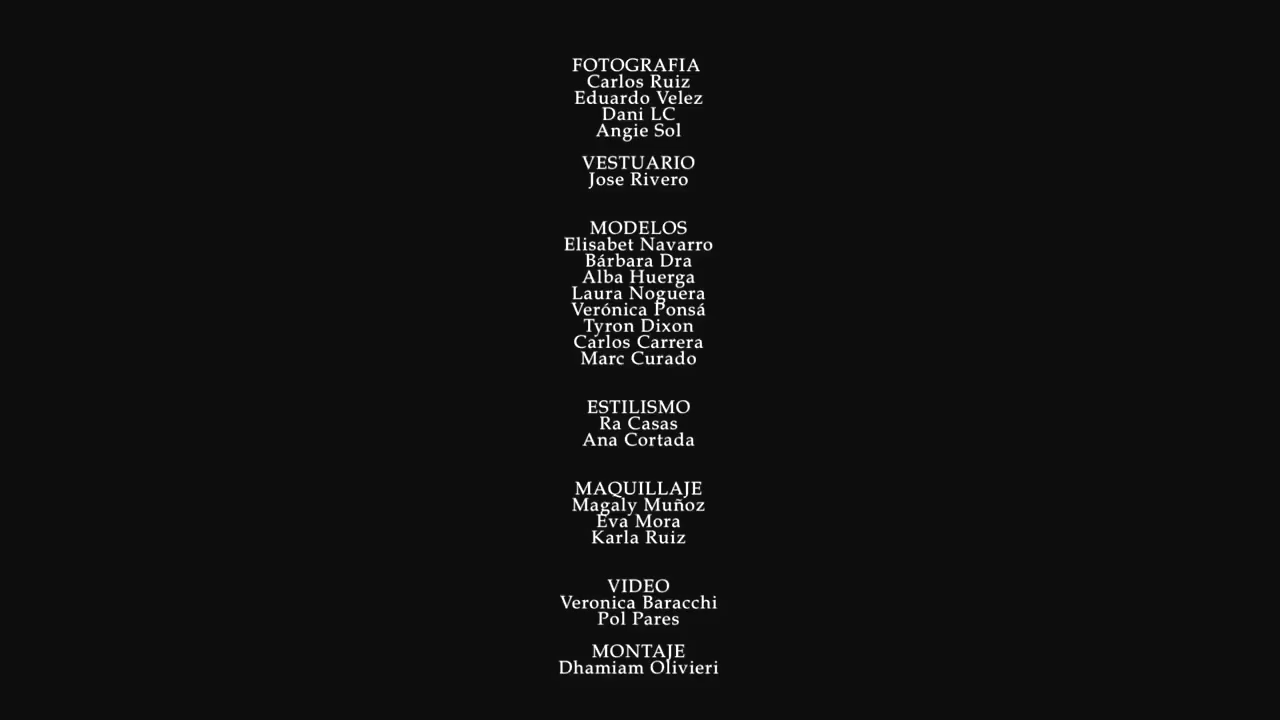 FOTOGRAFIA
Carlos Ruiz
Eduardo Velez
Dani LC
Angie Sol
VESTUARIO
Jose Rivero
MODELOS
Elisabet Navarro
Bárbara Dra
Alba Huerga
Laura Noguera
Verónica Ponsá
Tyron Dixon
Carlos Carrera
Marc Curado
ESTILISMO
Ra Casas
Ana Cortada
MAQUILLAJE
Magaly Muñoz
Eva Mora
Karla Ruiz
VIDEO
Veronica Baracchi
Pol Pares
MONTAJE
Dhamiam Olivieri